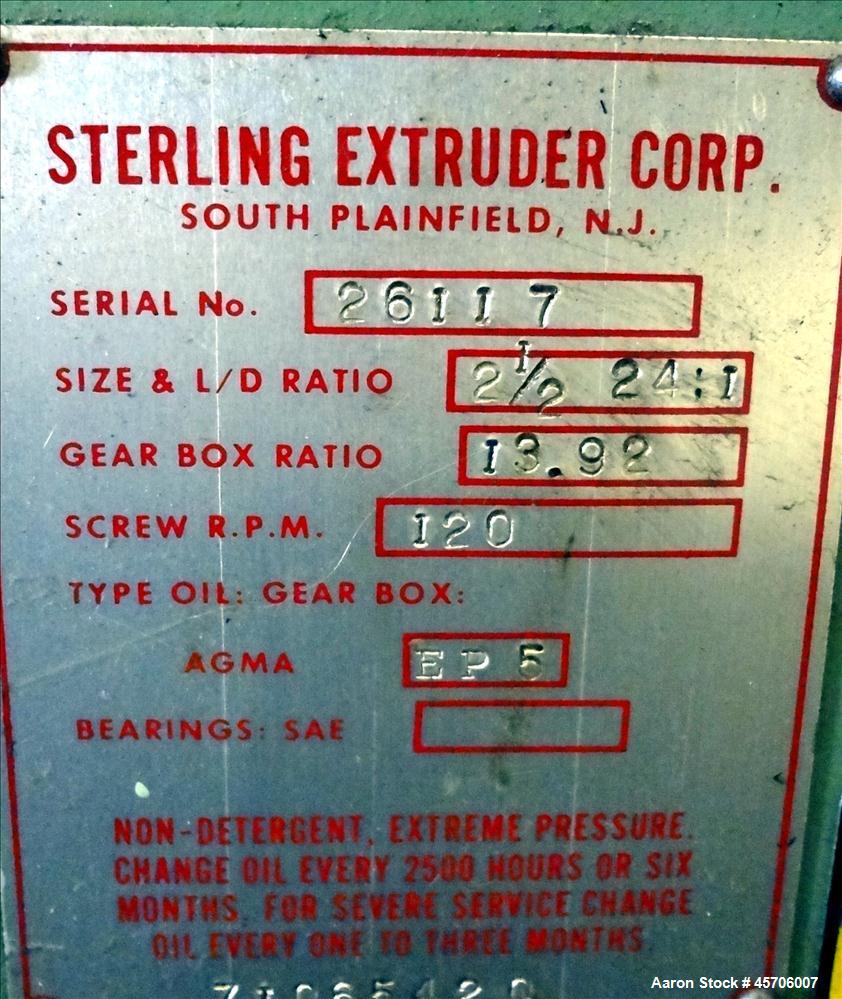 STERLING EXTRUDER CORP.
SOUTH PLAINFIELD, N.J.
SERIAL No. 26117
SIZE & L/D RATIO 2 1/2 24:1
GEAR BOX RATIO 13.92
SCREW R.P.M. 120
TYPE OIL: GEAR BOX:
AGMA EP 5
BEARINGS: SAE
NON-DETERGENT, EXTREME PRESSURE.
CHANGE OIL EVERY 2500 HOURS OR SIX
MONTHS. FOR SEVERE SERVICE CHANGE
OIL EVERY ONE TO THREE MONTHS.
Aaron Stock # 45706007